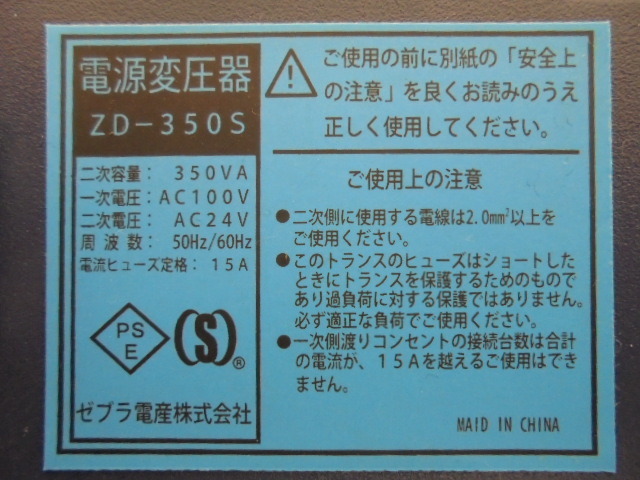 電源変圧器
ZD-350S
二次容量: 350VA
一次電圧: AC100V
二次電圧: AC24V
周波数: 50Hz/60Hz
電流ヒューズ定格: 15A
PS
E
(S)®
ゼブラ電産株式会社
ご使用の前に別紙の「安全上
の注意」を良くお読みのうえ
正しく使用してください。
ご使用上の注意
●二次側に使用する電線は2.0m㎡以上を
ご使用ください。
●このトランスのヒューズはショートした
ときにトランスを保護するためのもので
あり過負荷に対する保護ではありません。
必ず適正な負荷でご使用ください。
●一次側渡りコンセントの接続台数は合計
の電流が、15Aを越えるご使用はでき
ません。
MAID IN CHINA